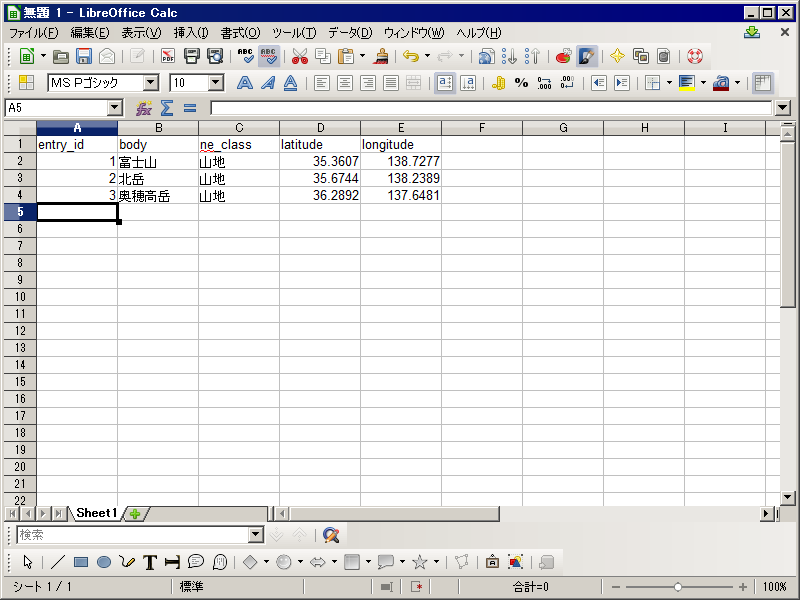 無題 1 - LibreOffice Calc
ファイル(F) 編集(E) 表示(V) 挿入(I) 書式(O) ツール(T) データ(D) ウィンドウ(W) ヘルプ(H)
PDF ABC ABC
MS Pゴシック 10
A5
A B C D E F G H I
1 entry_id body ne_class latitude longitude
2 1 富士山 山地 35.3607 138.7277
3 2 北岳 山地 35.6744 138.2389
4 3 奥穂高岳 山地 36.2892 137.6481
5
6
7
8
9
10
11
12
13
14
15
16
17
18
19
20
21
22
Sheet1
検索
シート 1 / 1 標準 合計=0 100%